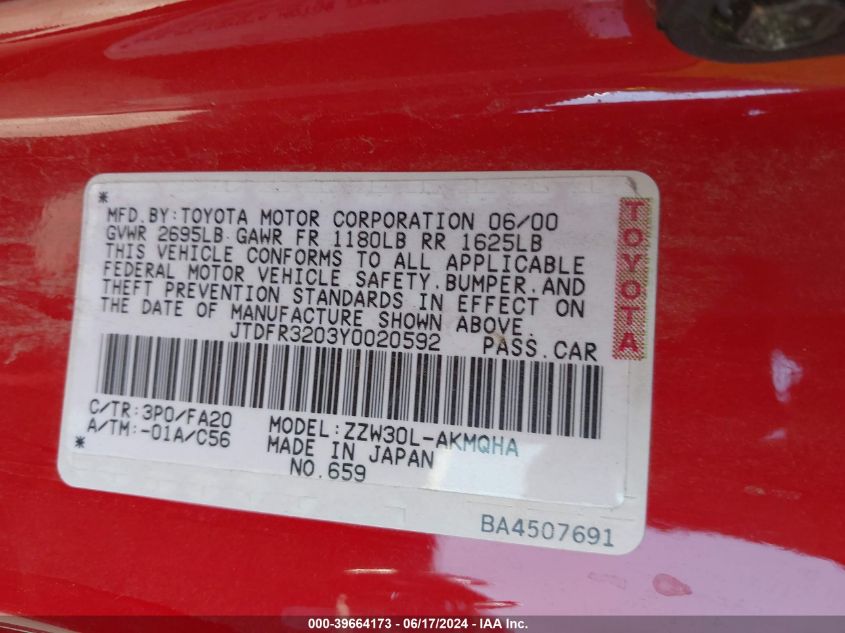 *
MFD.BY:TOYOTA MOTOR CORPORATION 06/00
GVWR 2695LB GAWR FR 1180LB RR 1625LB
THIS VEHICLE CONFORMS TO ALL APPLICABLE
FEDERAL MOTOR VEHICLE SAFETY,BUMPER,AND
THEFT PREVENTION STANDARDS IN EFFECT ON
THE DATE OF MANUFACTURE SHOWN ABOVE.
JTDFR3203Y0020592 PASS.CAR
TOYOTA
C/TR:3P0/FA20 MODEL:ZZW30L-AKMQHA
A/TM:-01A/C56 MADE IN JAPAN
* NO.659
BA4507691
000-39664173 - 06/17/2024 - IAA Inc.